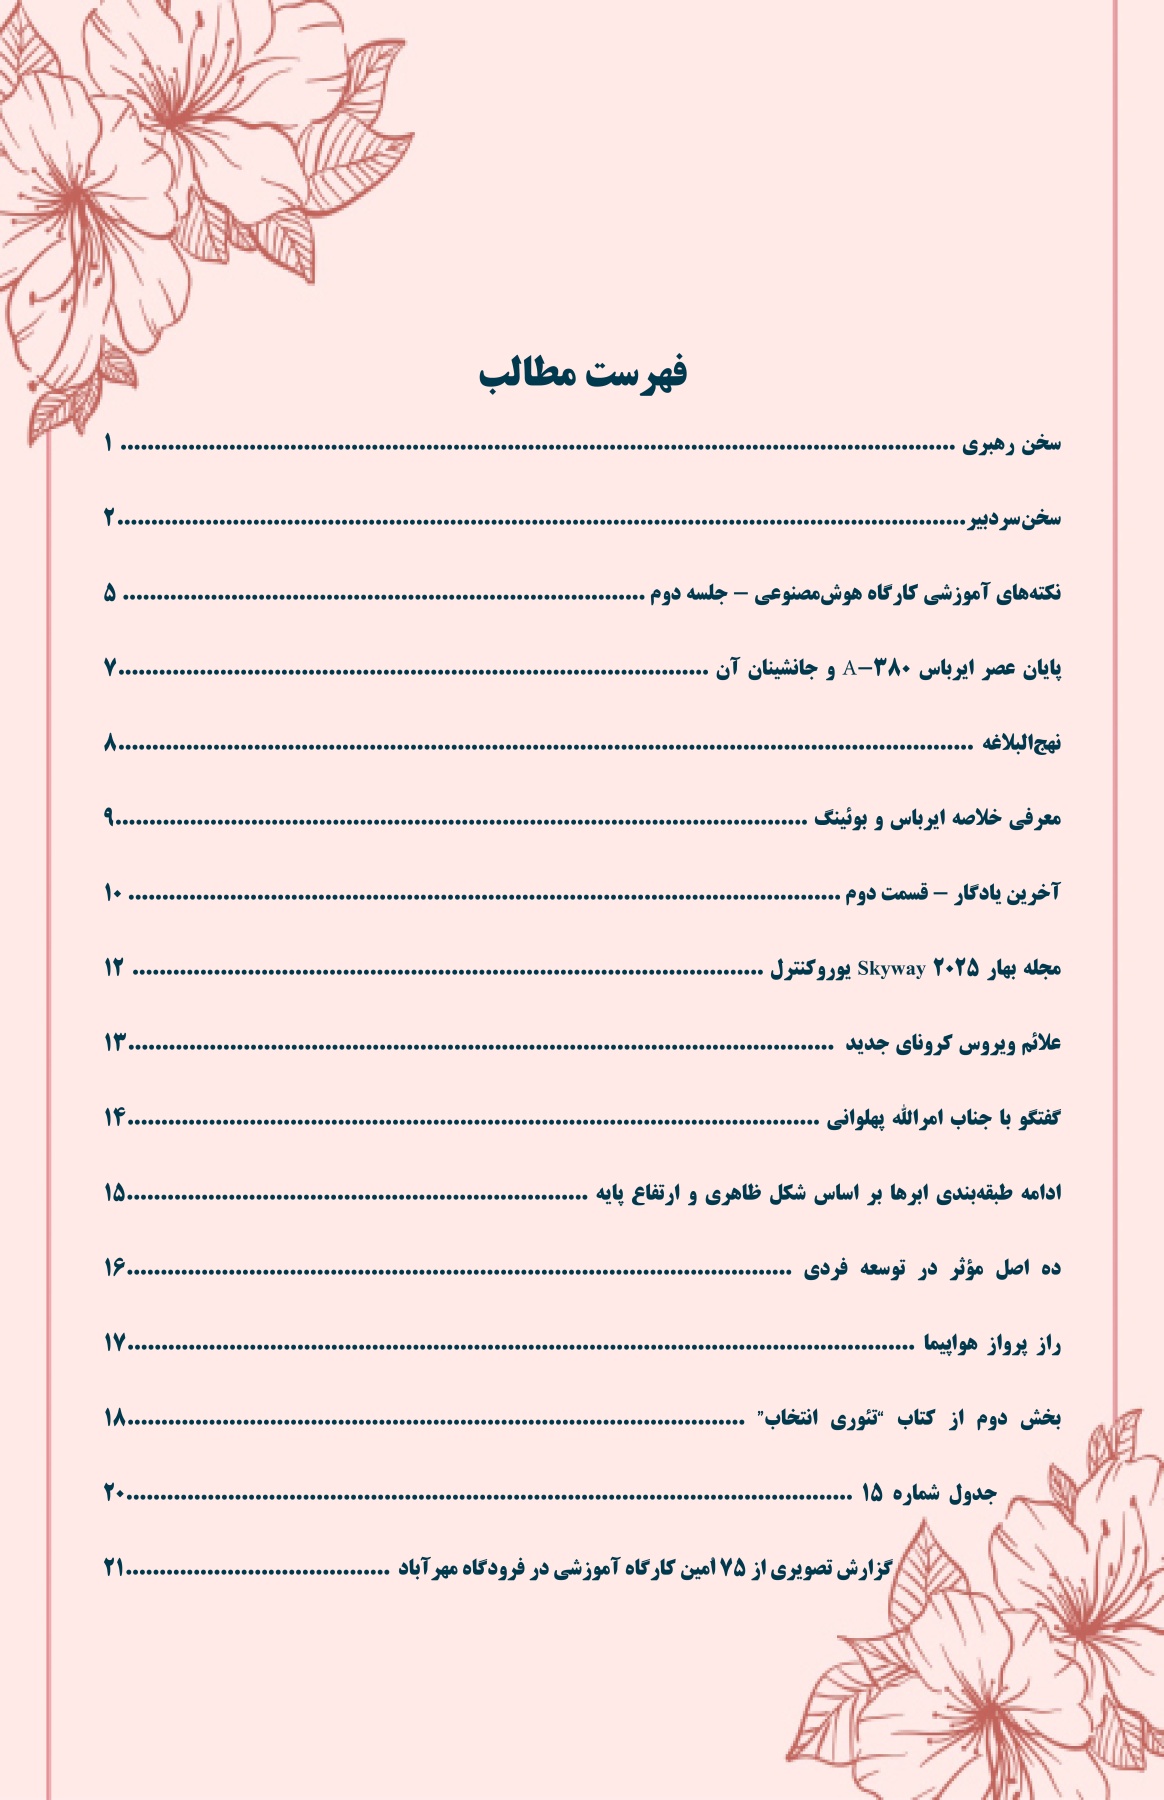 فهرست مطالب
سخن رهبری ........................................................................................................................ ۱
سخن‌سردبیر........................................................................................................................۲
نکته‌های آموزشی کارگاه هوش‌مصنوعی – جلسه دوم ........................................................................... ۵
پایان عصر ایرباس A–۳۸۰ و جانشینان آن .....................................................................................۷
نهج‌البلاغه ........................................................................................................................۸
معرفی خلاصه ایرباس و بوئینگ ....................................................................................................۹
آخرین یادگار – قسمت دوم ....................................................................................................... ۱۰
مجله بهار ۲۰۲۵ Skyway یوروکنترل ........................................................................................... ۱۲
علائم ویروس کرونای جدید .......................................................................................................۱۳
گفتگو با جناب امرالله پهلوانی .....................................................................................................۱۴
ادامه طبقه‌بندی ابرها بر اساس شکل ظاهری و ارتفاع پایه ...................................................................۱۵
ده اصل مؤثر در توسعه فردی .................................................................................................۱۶
راز پرواز هواپیما ..................................................................................................................۱۷
بخش دوم از کتاب “تئوری انتخاب” ...........................................................................................۱۸
جدول شماره ۱۵ ..........................................................................................................۲۰
گزارش تصویری از ۷۵ اُمین کارگاه آموزشی در فرودگاه مهرآباد .......................................۲۱